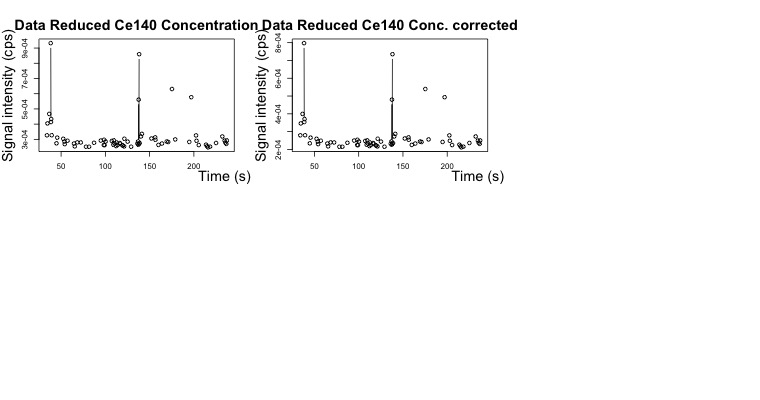 Data Reduced Ce140 Concentration
Signal intensity (cps)
9e-04
7e-04
5e-04
3e-04
50 100 150 200
Time (s)
Data Reduced Ce140 Conc. corrected
Signal intensity (cps)
8e-04
6e-04
4e-04
2e-04
50 100 150 200
Time (s)